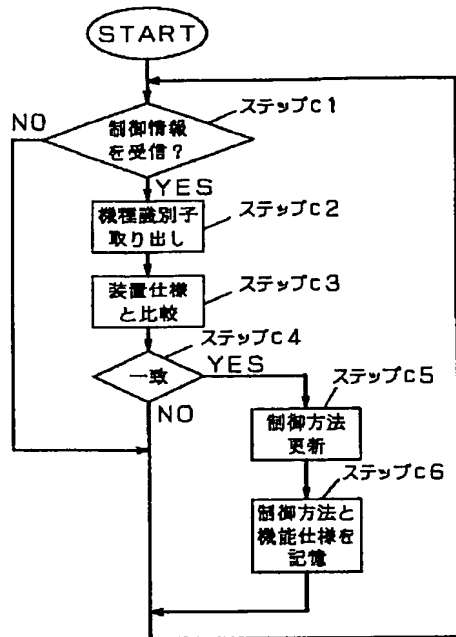 START
ステップc1
NO
制御情報
を受信？
YES
ステップc2
機種識別子
取り出し
ステップc3
装置仕様
と比較
ステップc4
一致
YES
NO
ステップc5
制御方法
更新
ステップc6
制御方法と
機能仕様を
記憶